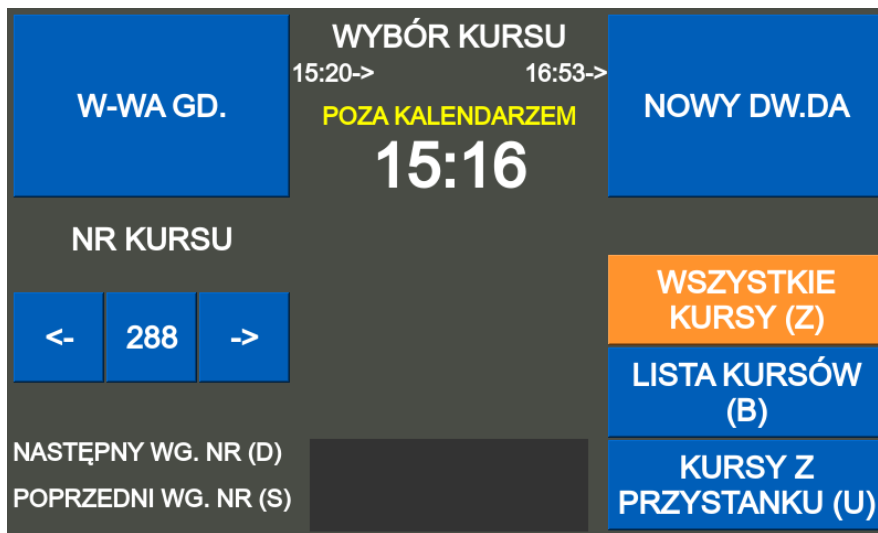 WYBÓR KURSU
15:20-> 16:53->
W-WA GD.
POZA KALENDARZEM
NOWY DW.DA
15:16
NR KURSU
WSZYSTKIE
KURSY (Z)
<- 288 ->
LISTA KURSÓW
(B)
NASTĘPNY WG. NR (D)
POPRZEDNI WG. NR (S)
KURSY Z
PRZYSTANKU (U)